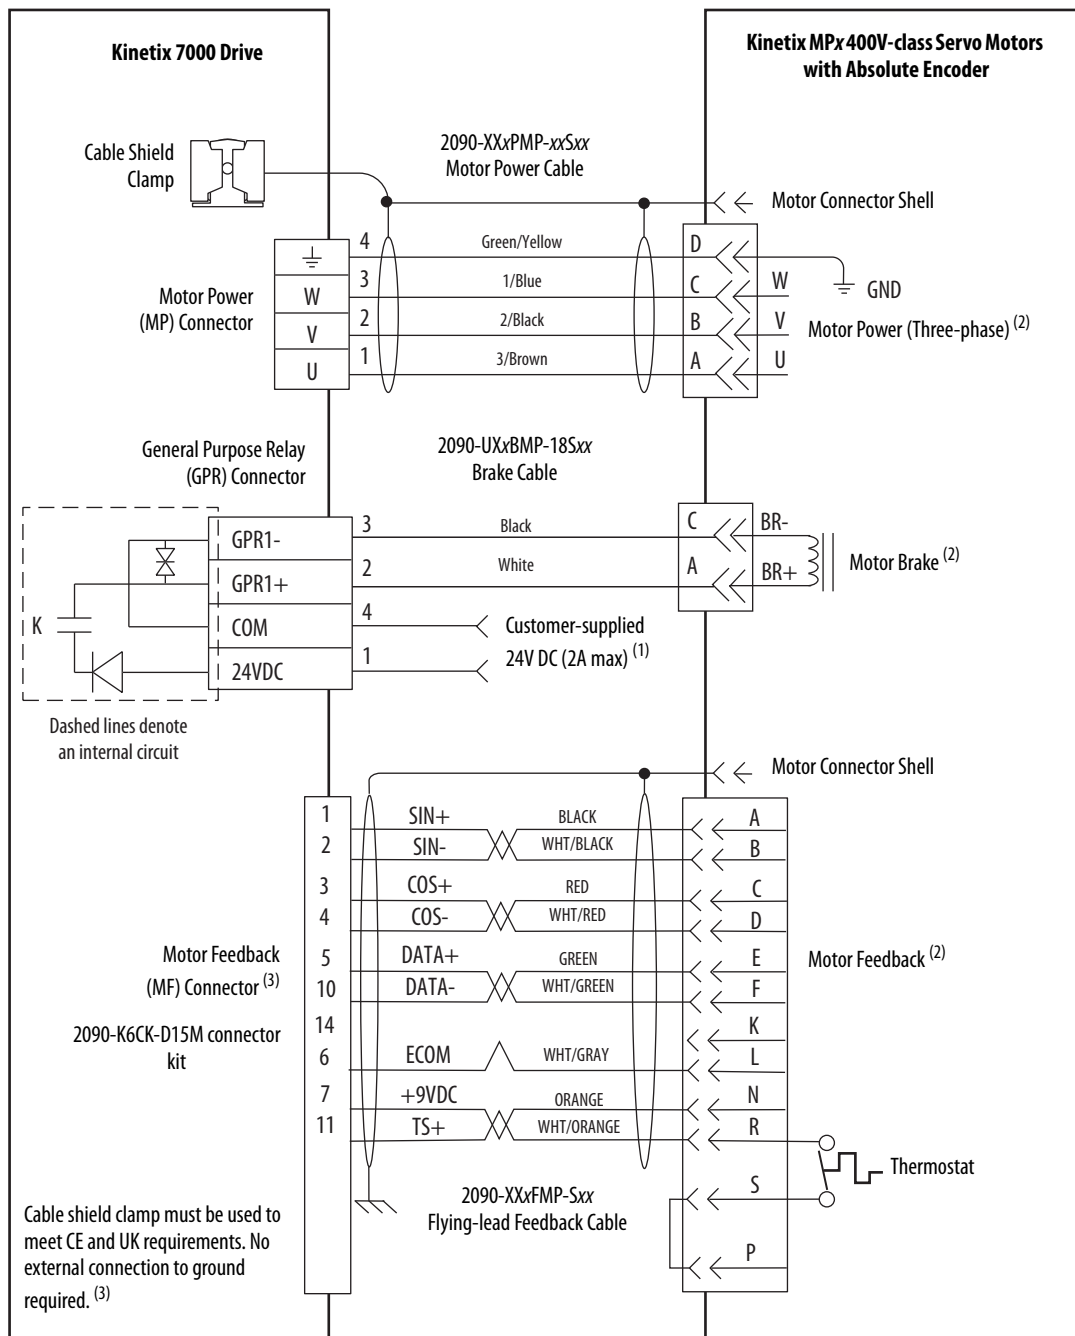 Kinetix 7000 Drive
Kinetix MPx 400V-class Servo Motors
with Absolute Encoder
Cable Shield
Clamp
2090-XXxPMP-xxSxx
Motor Power Cable
Motor Connector Shell
Motor Power
(MP) Connector
W
V
U
4
3
2
1
Green/Yellow
1/Blue
2/Black
3/Brown
D
C
B
A
W
V
U
GND
Motor Power (Three-phase) (2)
General Purpose Relay
(GPR) Connector
2090-UXxBMP-18Sxx
Brake Cable
K
GPR1-
GPR1+
COM
24VDC
3
2
4
1
Black
White
C
A
BR-
BR+
Motor Brake (2)
Customer-supplied
24V DC (2A max) (1)
Dashed lines denote
an internal circuit
Motor Connector Shell
1 SIN+ BLACK A
2 SIN- WHT/BLACK B
3 COS+ RED C
4 COS- WHT/RED D
5 DATA+ GREEN E
10 DATA- WHT/GREEN F
14 K
6 ECOM WHT/GRAY L
7 +9VDC ORANGE N
11 TS+ WHT/ORANGE R
S
P
Motor Feedback
(MF) Connector (3)
2090-K6CK-D15M connector
kit
Motor Feedback (2)
Thermostat
2090-XXxFMP-Sxx
Flying-lead Feedback Cable
Cable shield clamp must be used to
meet CE and UK requirements. No
external connection to ground
required. (3)